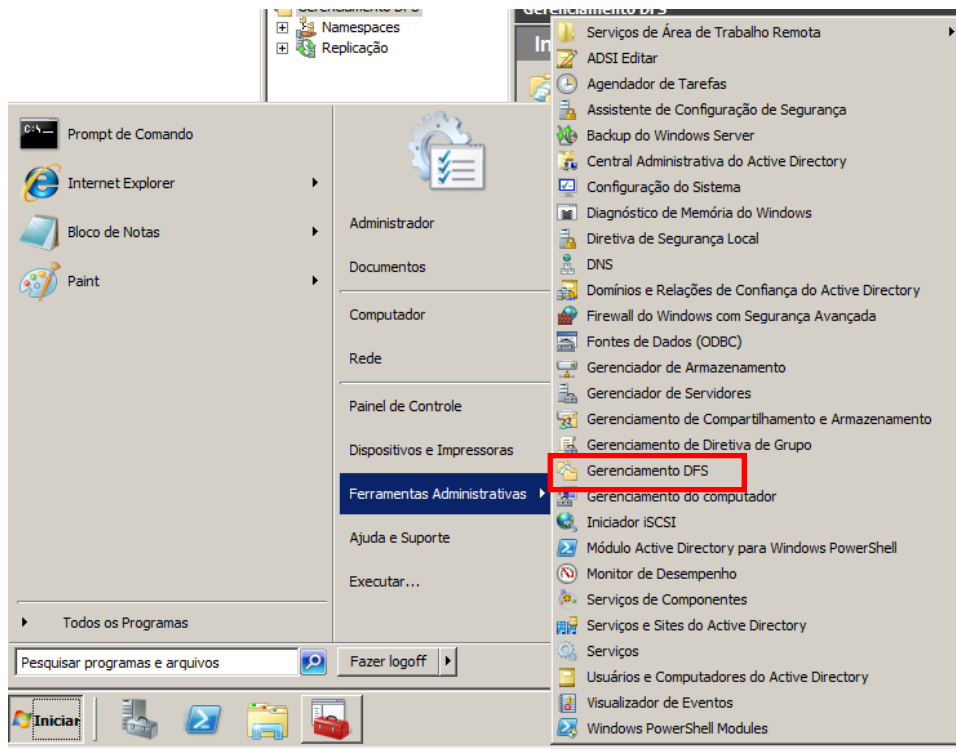 Gerenciamento DFS
Namespaces
Replicação
Gerenciamento DFS
In
Prompt de Comando
Internet Explorer
Bloco de Notas
Paint
Todos os Programas
Pesquisar programas e arquivos
Administrador
Documentos
Computador
Rede
Painel de Controle
Dispositivos e Impressoras
Ferramentas Administrativas
Ajuda e Suporte
Executar...
Fazer logoff
Serviços de Área de Trabalho Remota
ADSI Editar
Agendador de Tarefas
Assistente de Configuração de Segurança
Backup do Windows Server
Central Administrativa do Active Directory
Configuração do Sistema
Diagnóstico de Memória do Windows
Diretiva de Segurança Local
DNS
Domínios e Relações de Confiança do Active Directory
Firewall do Windows com Segurança Avançada
Fontes de Dados (ODBC)
Gerenciador de Armazenamento
Gerenciador de Servidores
Gerenciamento de Compartilhamento e Armazenamento
Gerenciamento de Diretiva de Grupo
Gerenciamento DFS
Gerenciamento do computador
Iniciador iSCSI
Módulo Active Directory para Windows PowerShell
Monitor de Desempenho
Serviços de Componentes
Serviços e Sites do Active Directory
Serviços
Usuários e Computadores do Active Directory
Visualizador de Eventos
Windows PowerShell Modules
Iniciar